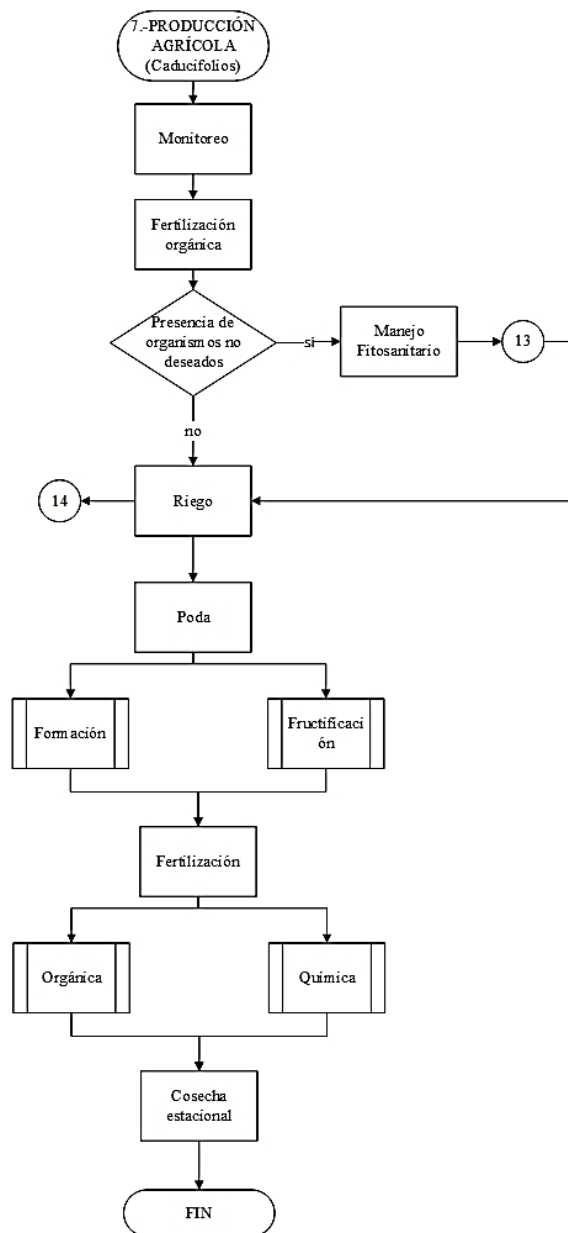 7.-PRODUCCIÓN
AGRÍCOLA
(Caducifolios)
Monitoreo
Fertilización
orgánica
Presencia de
organismos no
deseados
si
Manejo
Fitosanitario
13
no
14
Riego
Poda
Formación
Fructificaci
ón
Fertilización
Orgánica
Química
Cosecha
estacional
FIN